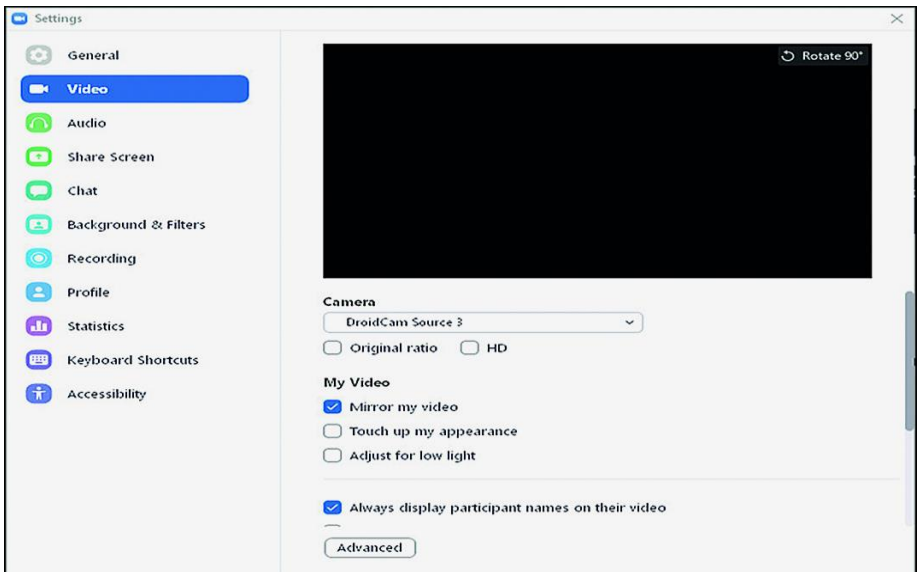 Settings
General
Video
Audio
Share Screen
Chat
Background & Filters
Recording
Profile
Statistics
Keyboard Shortcuts
Accessibility
Rotate 90°
Camera
DroidCam Source 3
Original ratio HD
My Video
Mirror my video
Touch up my appearance
Adjust for low light
Always display participant names on their video
Advanced